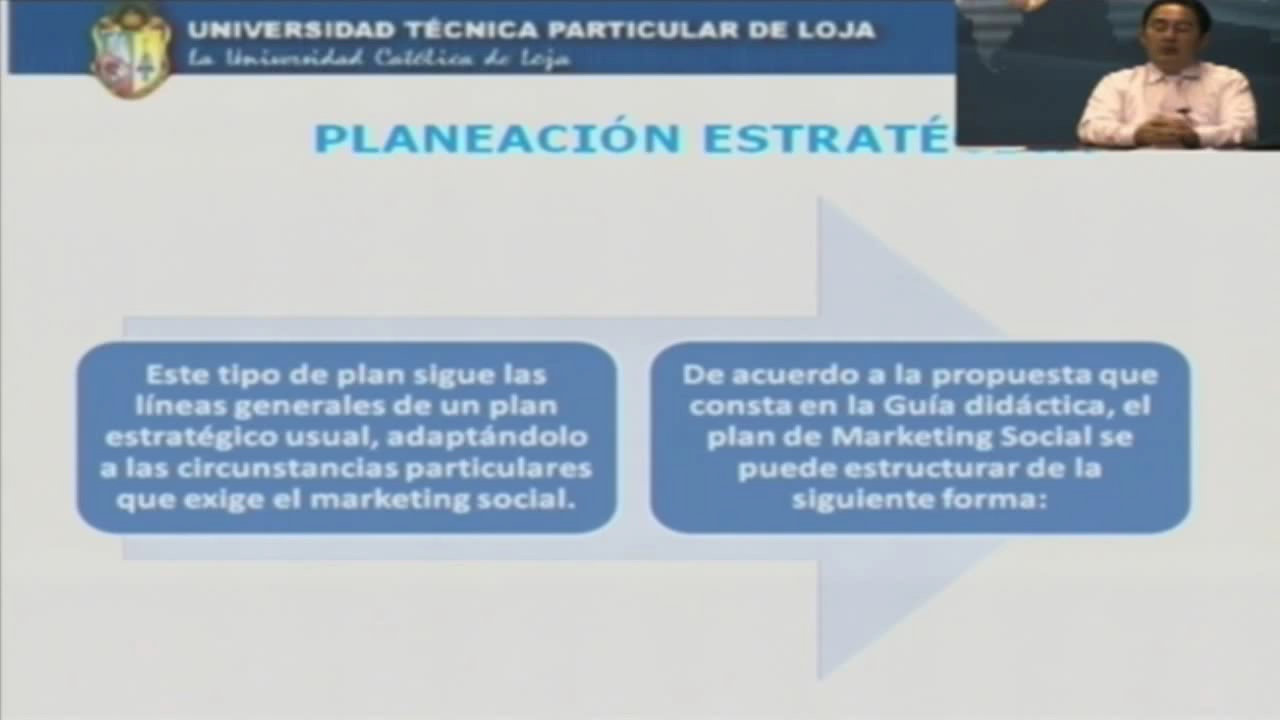 UNIVERSIDAD TÉCNICA PARTICULAR DE LOJA
La Universidad Católica de Loja
PLANEACIÓN ESTRATÉ
Este tipo de plan sigue las
líneas generales de un plan
estratégico usual, adaptándolo
a las circunstancias particulares
que exige el marketing social.
De acuerdo a la propuesta que
consta en la Guía didáctica, el
plan de Marketing Social se
puede estructurar de la
siguiente forma: